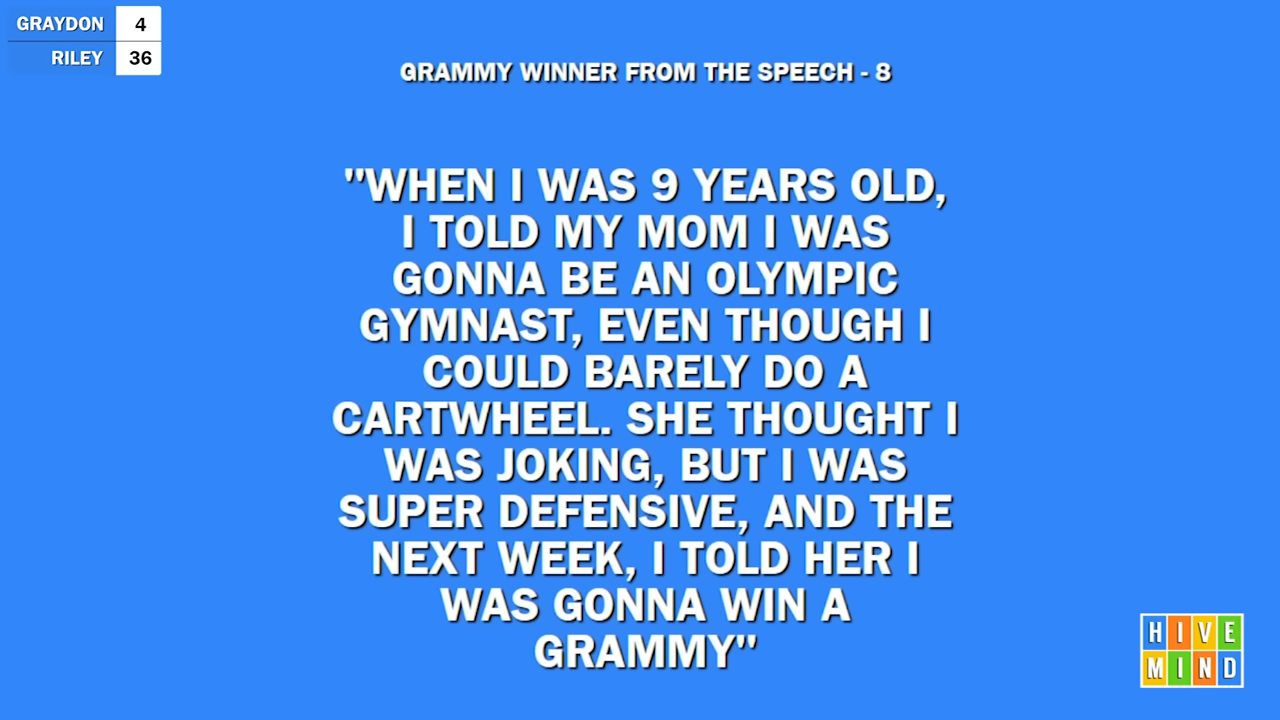 GRAYDON 4
RILEY 36
GRAMMY WINNER FROM THE SPEECH - 8
"WHEN I WAS 9 YEARS OLD,
I TOLD MY MOM I WAS
GONNA BE AN OLYMPIC
GYMNAST, EVEN THOUGH I
COULD BARELY DO A
CARTWHEEL. SHE THOUGHT I
WAS JOKING, BUT I WAS
SUPER DEFENSIVE, AND THE
NEXT WEEK, I TOLD HER I
WAS GONNA WIN A
GRAMMY"
HIVE
MIND